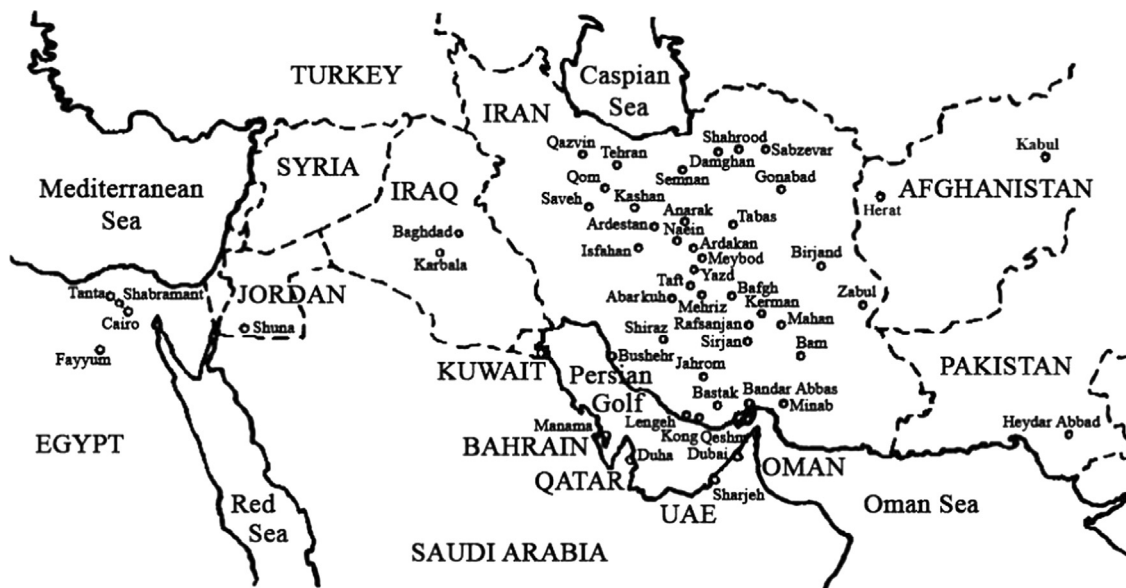 TURKEY
Caspian
Sea
IRAN
Shahrood
Qazvin
Tehran
Damghan
Sabzevar
Kabul
SYRIA
Semnan
Mediterranean
Sea
IRAQ
Qom
Gonabad
AFGHANISTAN
Saveh
Kashan
Herat
Anarak
Tabas
Ardestan
Naein
Baghdad
Isfahan
Ardakan
Karbala
Meybod
Birjand
Yazd
Tanta
Shabramant
JORDAN
Taft
Bafgh
Zabul
Abarkuh
Mehriz
Kerman
Cairo
Shuna
Shiraz
Rafsanjan
Mahan
Fayyum
Sirjan
Bushehr
Bam
KUWAIT
Persian
Golf
Jahrom
PAKISTAN
Bastak
Bandar Abbas
Minab
Manama
Lengeh
Heydar Abbad
EGYPT
Kong
Qeshm
BAHRAIN
Duha
Dubai
OMAN
QATAR
Sharjeh
Red
Sea
UAE
Oman Sea
SAUDI ARABIA